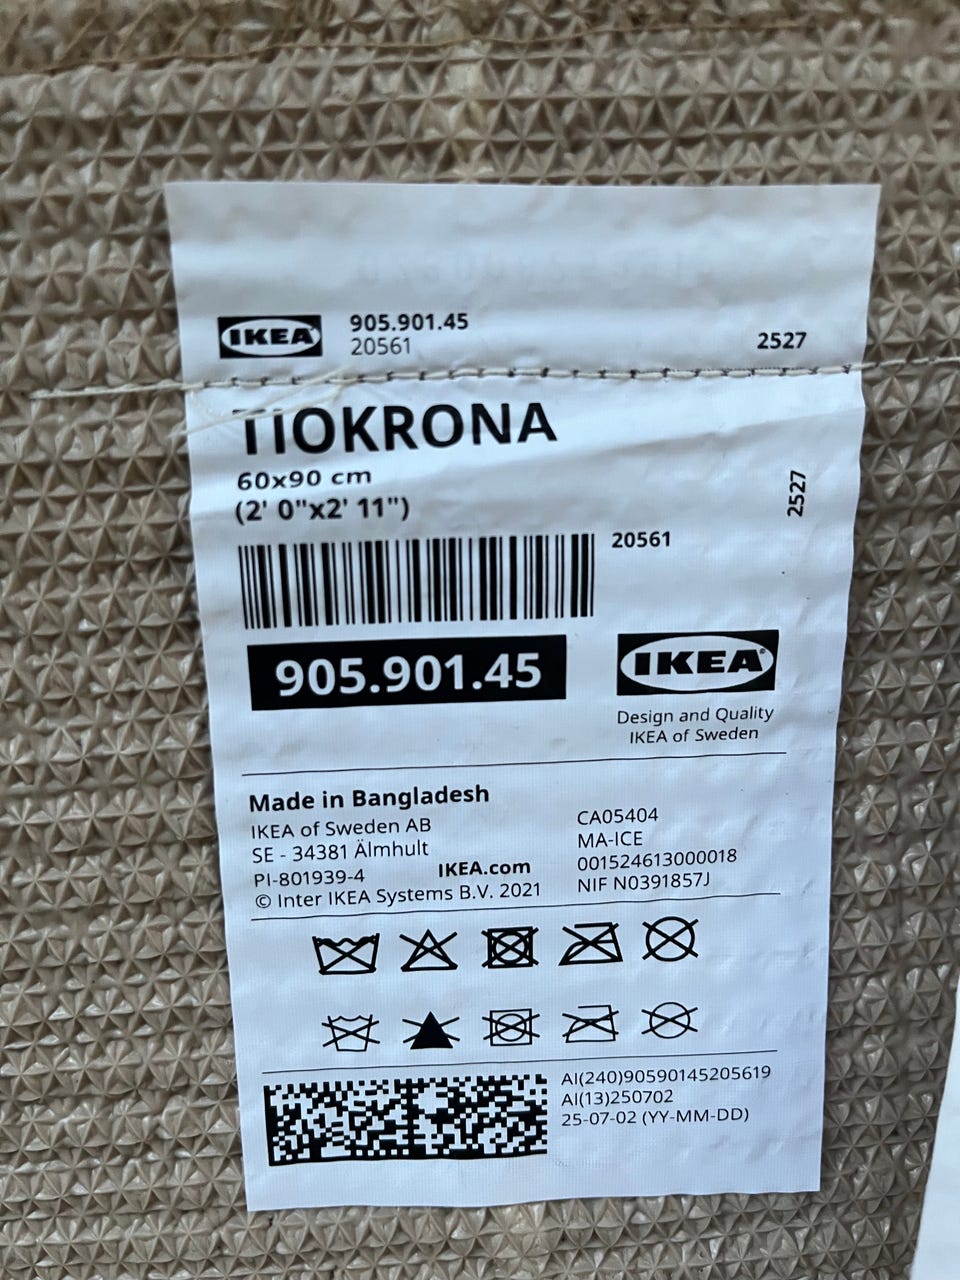 IKEA 905.901.45
20561 2527
TIOKRONA
60x90 cm
(2' 0"x2' 11")
2527
20561
905.901.45
IKEA
Design and Quality
IKEA of Sweden
Made in Bangladesh
IKEA of Sweden AB
SE - 34381 Älmhult
PI-801939-4
IKEA.com
© Inter IKEA Systems B.V. 2021
CA05404
MA-ICE
001524613000018
NIF N0391857J
AI(240)90590145205619
AI(13)250702
25-07-02 (YY-MM-DD)